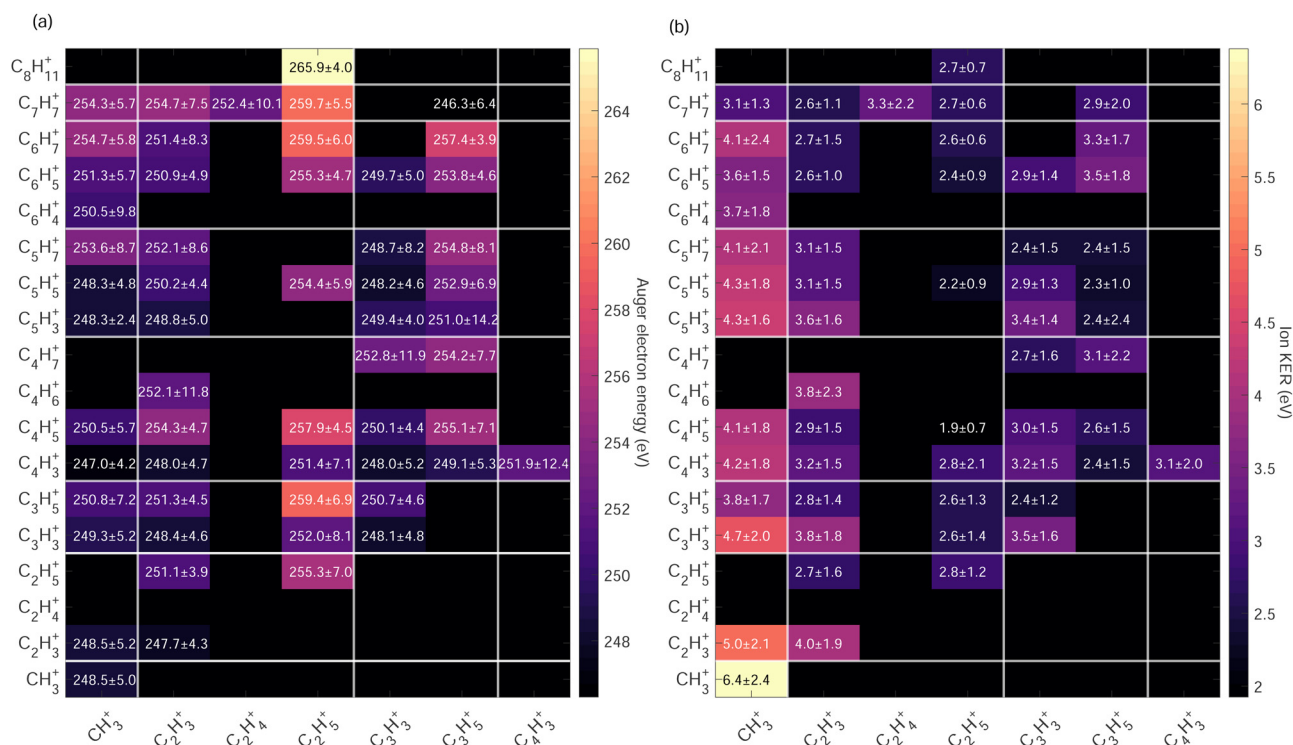 (a)
C₈H₁₁⁺ 265.9±4.0
C₇H₇⁺ 254.3±5.7 254.7±7.5 252.4±10.1 259.7±5.5 246.3±6.4
C₆H₇⁺ 254.7±5.8 251.4±8.3 259.5±6.0 257.4±3.9
C₆H₅⁺ 251.3±5.7 250.9±4.9 255.3±4.7 249.7±5.0 253.8±4.6
C₆H₄⁺ 250.5±9.8
C₅H₇⁺ 253.6±8.7 252.1±8.6 248.7±8.2 254.8±8.1
C₅H₅⁺ 248.3±4.8 250.2±4.4 254.4±5.9 248.2±4.6 252.9±6.9
C₅H₃⁺ 248.3±2.4 248.8±5.0 249.4±4.0 251.0±14.2
C₄H₇⁺ 252.8±11.9 254.2±7.7
C₄H₆⁺ 252.1±11.8
C₄H₅⁺ 250.5±5.7 254.3±4.7 257.9±4.5 250.1±4.4 255.1±7.1
C₄H₃⁺ 247.0±4.2 248.0±4.7 251.4±7.1 248.0±5.2 249.1±5.3 251.9±12.4
C₃H₅⁺ 250.8±7.2 251.3±4.5 259.4±6.9 250.7±4.6
C₃H₃⁺ 249.3±5.2 248.4±4.6 252.0±8.1 248.1±4.8
C₂H₅⁺ 251.1±3.9 255.3±7.0
C₂H₄⁺
C₂H₃⁺ 248.5±5.2 247.7±4.3
CH₃⁺ 248.5±5.0
CH₃⁺ C₂H₃⁺ C₂H₄⁺ C₂H₅⁺ C₃H₃⁺ C₃H₅⁺ C₄H₃⁺
264
262
260
258
256
254
252
250
248
Auger electron energy (eV)
(b)
C₈H₁₁⁺ 2.7±0.7
C₇H₇⁺ 3.1±1.3 2.6±1.1 3.3±2.2 2.7±0.6 2.9±2.0
C₆H₇⁺ 4.1±2.4 2.7±1.5 2.6±0.6 3.3±1.7
C₆H₅⁺ 3.6±1.5 2.6±1.0 2.4±0.9 2.9±1.4 3.5±1.8
C₆H₄⁺ 3.7±1.8
C₅H₇⁺ 4.1±2.1 3.1±1.5 2.4±1.5 2.4±1.5
C₅H₅⁺ 4.3±1.8 3.1±1.5 2.2±0.9 2.9±1.3 2.3±1.0
C₅H₃⁺ 4.3±1.6 3.6±1.6 3.4±1.4 2.4±2.4
C₄H₇⁺ 2.7±1.6 3.1±2.2
C₄H₆⁺ 3.8±2.3
C₄H₅⁺ 4.1±1.8 2.9±1.5 1.9±0.7 3.0±1.5 2.6±1.5
C₄H₃⁺ 4.2±1.8 3.2±1.5 2.8±2.1 3.2±1.5 2.4±1.5 3.1±2.0
C₃H₅⁺ 3.8±1.7 2.8±1.4 2.6±1.3 2.4±1.2
C₃H₃⁺ 4.7±2.0 3.8±1.8 2.6±1.4 3.5±1.6
C₂H₅⁺ 2.7±1.6 2.8±1.2
C₂H₄⁺
C₂H₃⁺ 5.0±2.1 4.0±1.9
CH₃⁺ 6.4±2.4
CH₃⁺ C₂H₃⁺ C₂H₄⁺ C₂H₅⁺ C₃H₃⁺ C₃H₅⁺ C₄H₃⁺
6
5.5
5
4.5
4
3.5
3
2.5
2
Ion KER (eV)